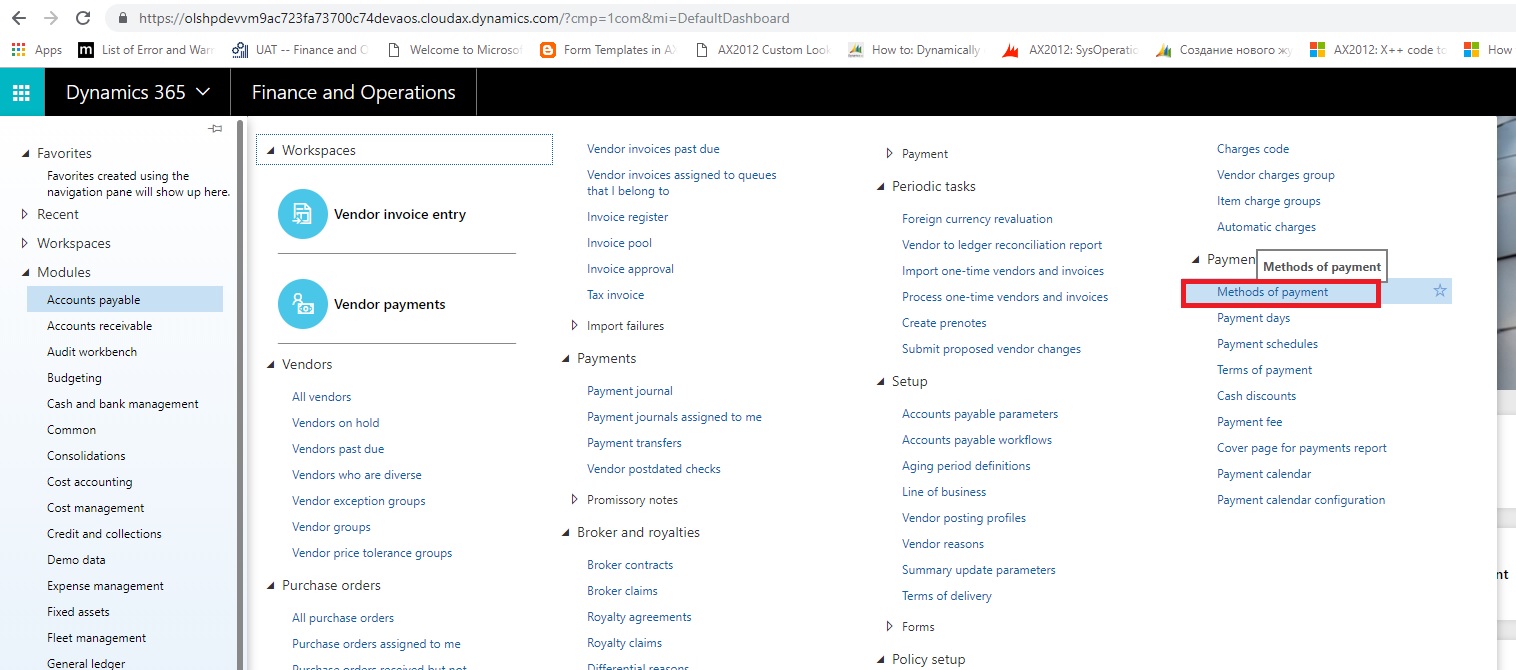 https://olshpdevvm9ac723fa73700c74devaos.cloudax.dynamics.com/?cmp=1com&mi=DefaultDashboard
Apps
m List of Error and Warr
UAT -- Finance and O
Welcome to Microsof
Form Templates in AX
AX2012 Custom Look
How to: Dynamically
AX2012: SysOperatio
Создание нового жу
AX2012: X++ code to
How
Dynamics 365
Finance and Operations
Favorites
Favorites created using the
navigation pane will show up here.
Recent
Workspaces
Modules
Accounts payable
Accounts receivable
Audit workbench
Budgeting
Cash and bank management
Common
Consolidations
Cost accounting
Cost management
Credit and collections
Demo data
Expense management
Fixed assets
Fleet management
General ledger
Workspaces
Vendor invoice entry
Vendor payments
Vendors
All vendors
Vendors on hold
Vendors past due
Vendors who are diverse
Vendor exception groups
Vendor groups
Vendor price tolerance groups
Purchase orders
All purchase orders
Purchase orders assigned to me
Purchase orders received but not
Vendor invoices past due
Vendor invoices assigned to queues
that I belong to
Invoice register
Invoice pool
Invoice approval
Tax invoice
Import failures
Payments
Payment journal
Payment journals assigned to me
Payment transfers
Vendor postdated checks
Promissory notes
Broker and royalties
Broker contracts
Broker claims
Royalty agreements
Royalty claims
Differential reasons
Payment
Periodic tasks
Foreign currency revaluation
Vendor to ledger reconciliation report
Import one-time vendors and invoices
Process one-time vendors and invoices
Create prenotes
Submit proposed vendor changes
Setup
Accounts payable parameters
Accounts payable workflows
Aging period definitions
Line of business
Vendor posting profiles
Vendor reasons
Summary update parameters
Terms of delivery
Forms
Policy setup
Charges code
Vendor charges group
Item charge groups
Automatic charges
Paymen
Methods of payment
Methods of payment
Payment days
Payment schedules
Terms of payment
Cash discounts
Payment fee
Cover page for payments report
Payment calendar
Payment calendar configuration
nt